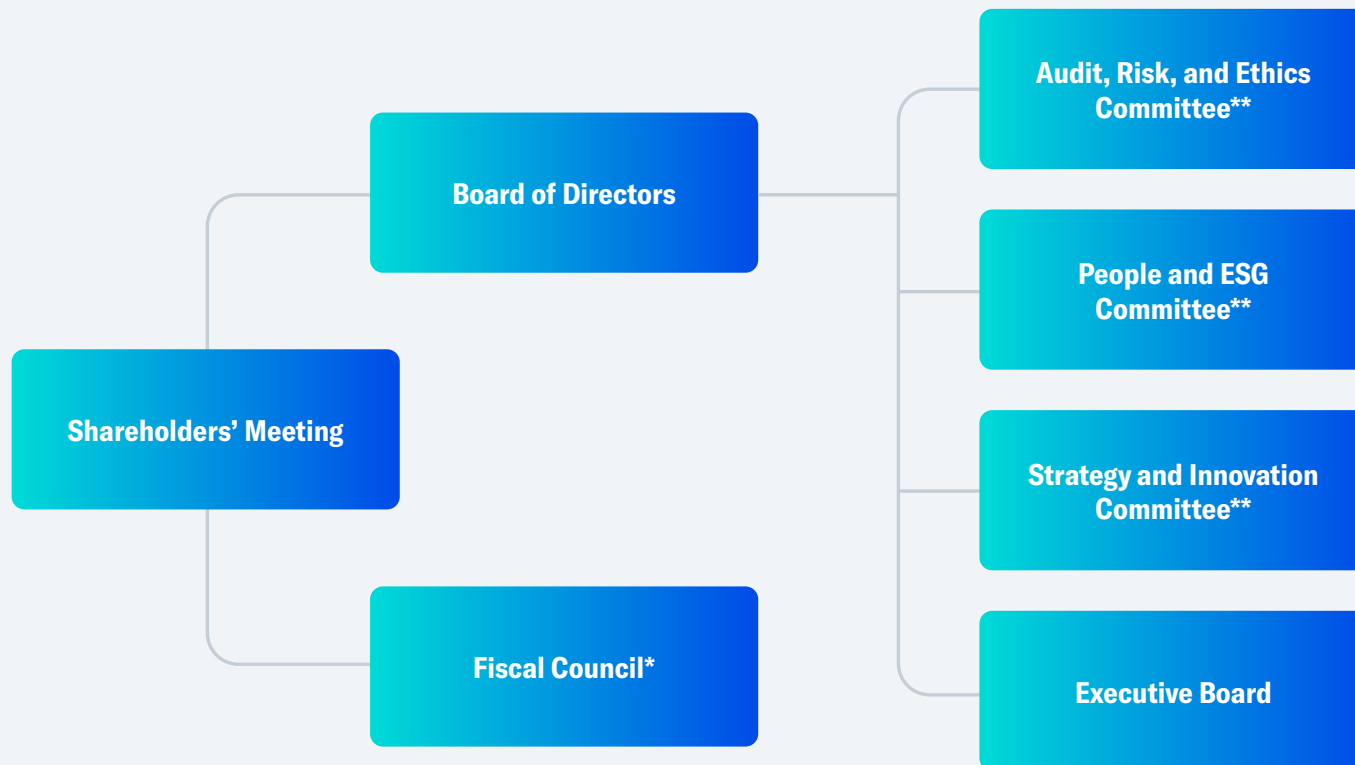 Audit, Risk, and Ethics
Committee**
Board of Directors
People and ESG
Committee**
Shareholders’ Meeting
Strategy and Innovation
Committee**
Fiscal Council*
Executive Board